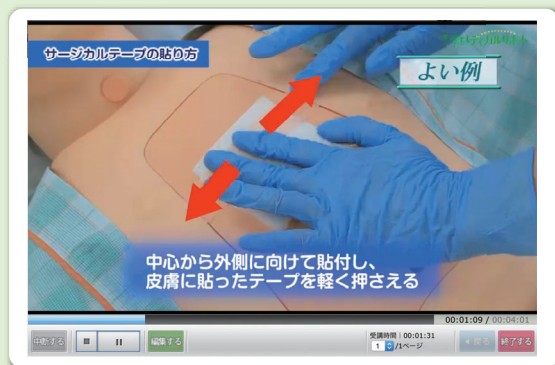 サージカルテープの貼り方
よい例
中心から外側に向けて貼付し、
皮膚に貼ったテープを軽く押さえる
00:01:09 / 00:04:01
中断する
編集する
受講時間：00:01:31
1 /1ページ
戻る
終了する